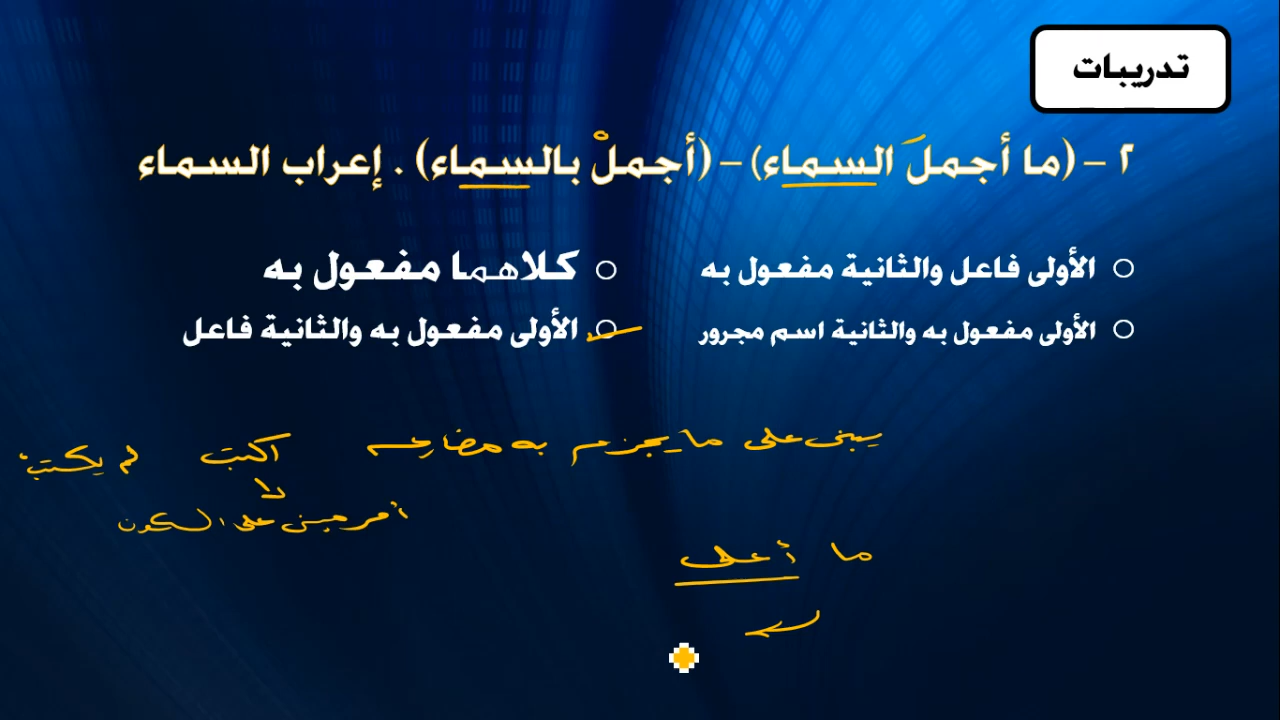 تدريبات
٢ - (ما أجملَ السماء) - (أجملْ بالسماء) . إعراب السماء
الأولى فاعل والثانية مفعول به
كلاهما مفعول به
الأولى مفعول به والثانية اسم مجرور
الأولى مفعول به والثانية فاعل
يبنى على ما يجزم به مضارعه اكتب لم يكتبْ
أمر مبني على السكون
ما أعلى